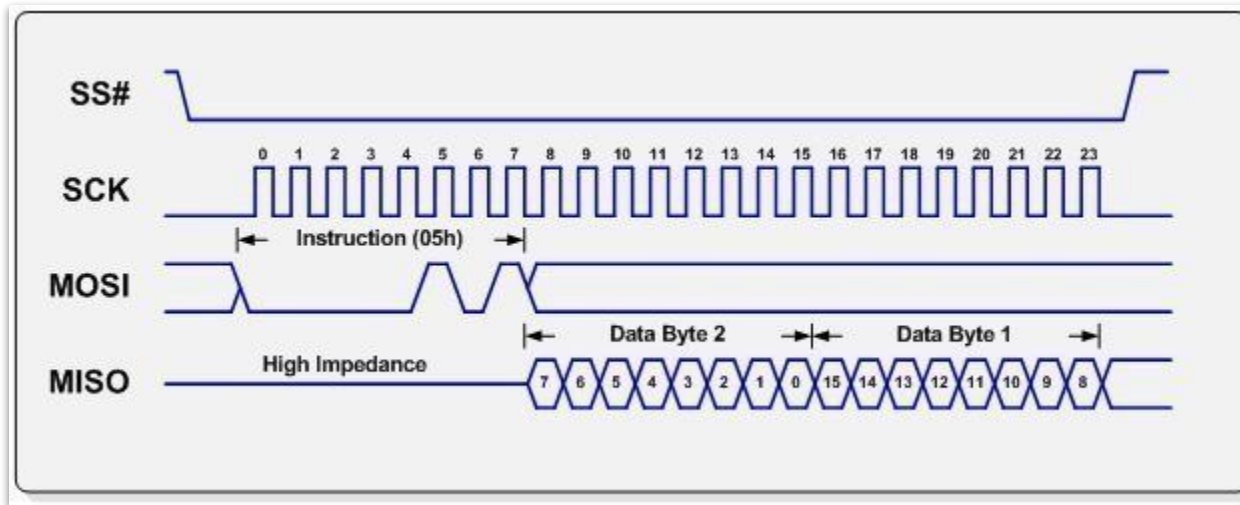 SS#
0 1 2 3 4 5 6 7 8 9 10 11 12 13 14 15 16 17 18 19 20 21 22 23
SCK
Instruction (05h)
MOSI
Data Byte 2 Data Byte 1
High Impedance
MISO
7 6 5 4 3 2 1 0 15 14 13 12 11 10 9 8